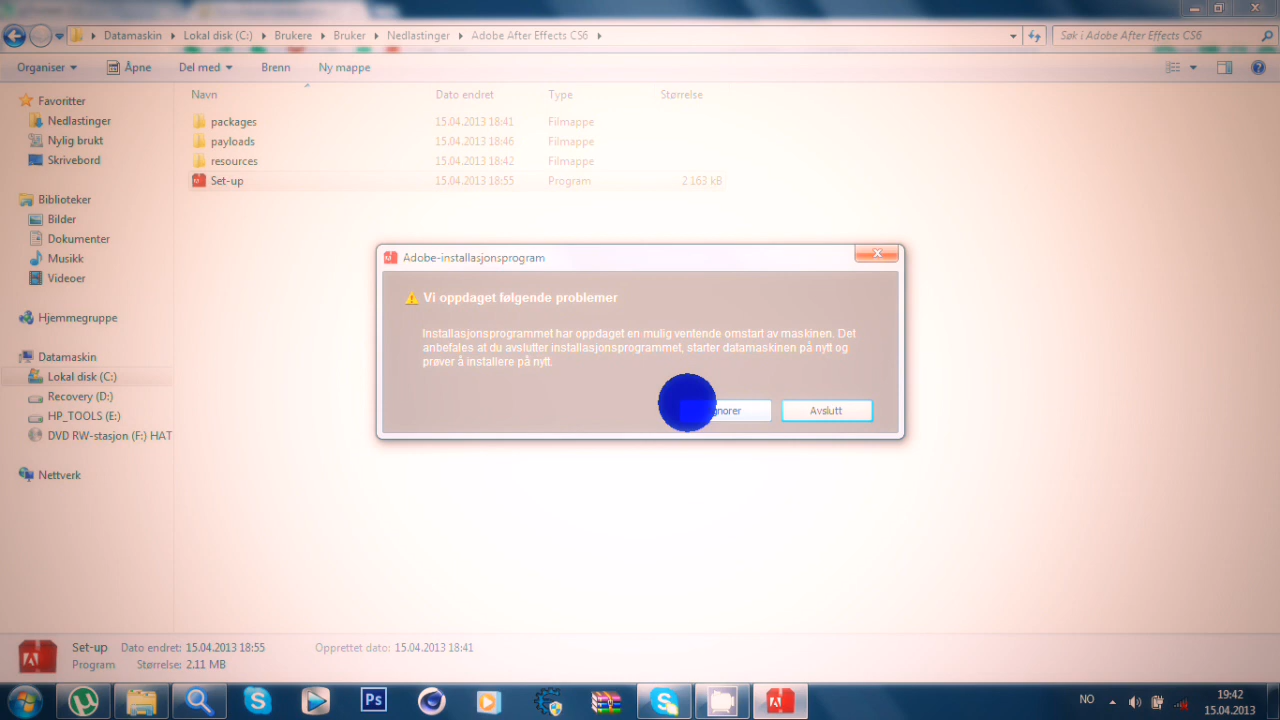 Datamaskin
Lokal disk (C:)
Brukere
Bruker
Nedlastinger
Adobe After Effects CS6
Søk i Adobe After Effects CS6
Organiser
Åpne
Del med
Brenn
Ny mappe
Navn
Dato endret
Type
Størrelse
packages 15.04.2013 18:41 Filmappe
payloads 15.04.2013 18:46 Filmappe
resources 15.04.2013 18:42 Filmappe
Set-up 15.04.2013 18:55 Program 2 163 kB
Favoritter
Nedlastinger
Nylig brukt
Skrivebord
Biblioteker
Bilder
Dokumenter
Musikk
Videoer
Hjemmegruppe
Datamaskin
Lokal disk (C:)
Recovery (D:)
HP_TOOLS (E:)
DVD RW-stasjon (F:) HAT
Nettverk
Adobe-installasjonsprogram
Vi oppdaget følgende problemer
Installasjonsprogrammet har oppdaget en mulig ventende omstart av maskinen. Det
anbefales at du avslutter installasjonsprogrammet, starter datamaskinen på nytt og
prøver å installere på nytt.
Avslutt
Set-up Dato endret: 15.04.2013 18:55 Opprettet dato: 15.04.2013 18:41
Program Størrelse: 2,11 MB
Ps
NO
19:42
15.04.2013